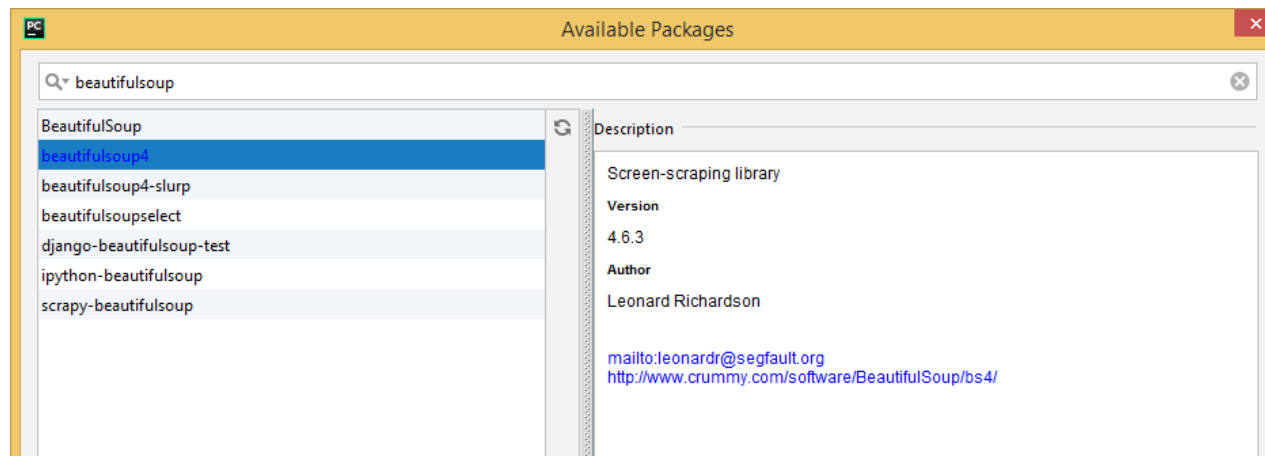 PC
Available Packages
beautifulsoup
BeautifulSoup
beautifulsoup4
beautifulsoup4-slurp
beautifulsoupselect
django-beautifulsoup-test
ipython-beautifulsoup
scrapy-beautifulsoup
Description
Screen-scraping library
Version
4.6.3
Author
Leonard Richardson
mailto:leonardr@segfault.org
http://www.crummy.com/software/BeautifulSoup/bs4/